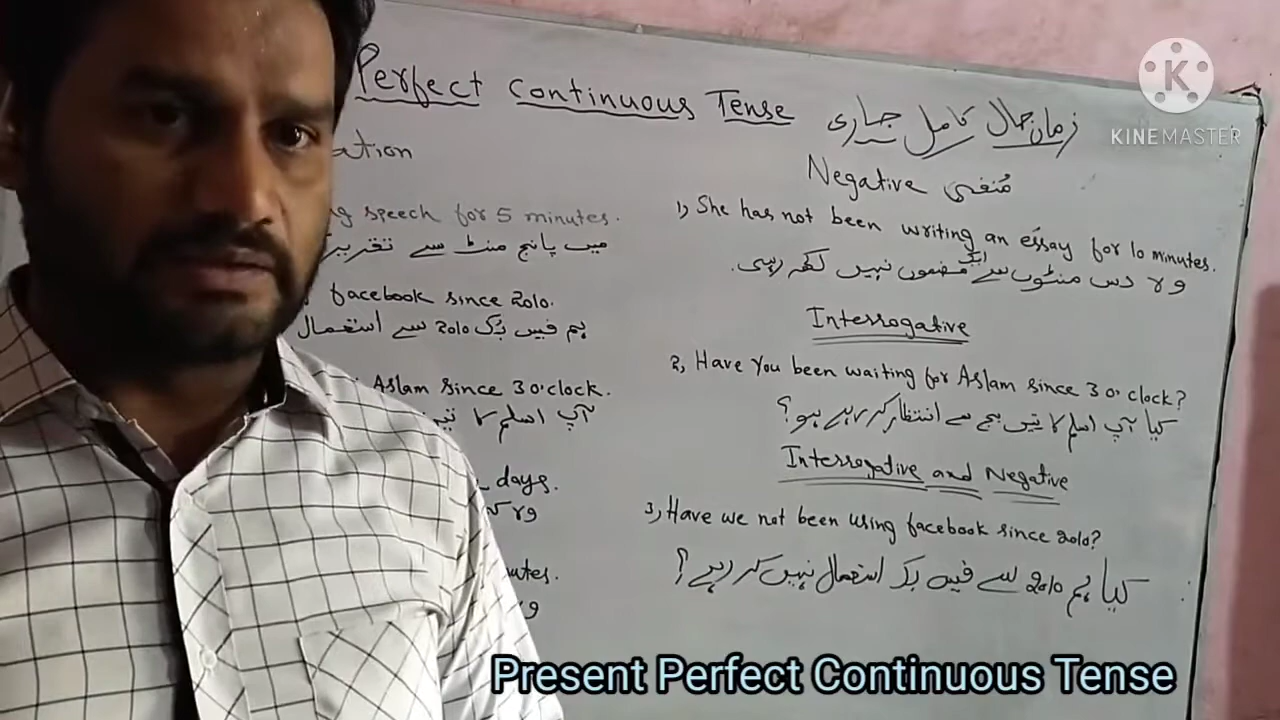 Perfect Continuous Tense زمان حال کامل جاری
ation
ng speech for 5 minutes.
میں پانچ منٹ سے تقریر
facebook since 2010.
ہم فیس بک 2010 سے استعمال
Aslam since 3 o'clock.
آپ اسلم کا تین
days.
وہ
utes.
وہ
Negative منفی
1) She has not been writing an essay for 10 minutes.
وہ دس منٹوں سے ایک مضمون نہیں لکھ رہی.
Interrogative
2) Have you been waiting for Aslam since 3 o'clock?
کیا آپ اسلم کا تین بجے سے انتظار کر رہے ہو؟
Interrogative and Negative
3) Have we not been using facebook since 2010?
کیا ہم 2010 سے فیس بک استعمال نہیں کر رہے؟
KINEMASTER
Present Perfect Continuous Tense